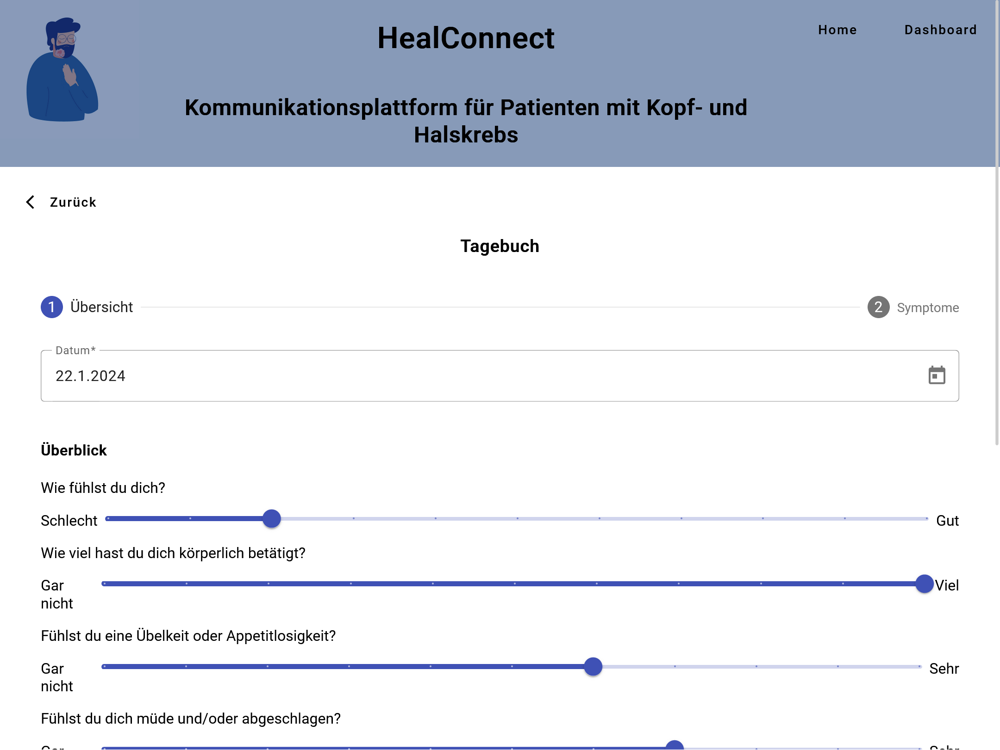 HealConnect
Home
Dashboard
Kommunikationsplattform für Patienten mit Kopf- und
Halskrebs
Zurück
Tagebuch
1 Übersicht
2 Symptome
Datum*
22.1.2024
Überblick
Wie fühlst du dich?
Schlecht
Gut
Wie viel hast du dich körperlich betätigt?
Gar
nicht
Viel
Fühlst du eine Übelkeit oder Appetitlosigkeit?
Gar
nicht
Sehr
Fühlst du dich müde und/oder abgeschlagen?
Gar
Sehr